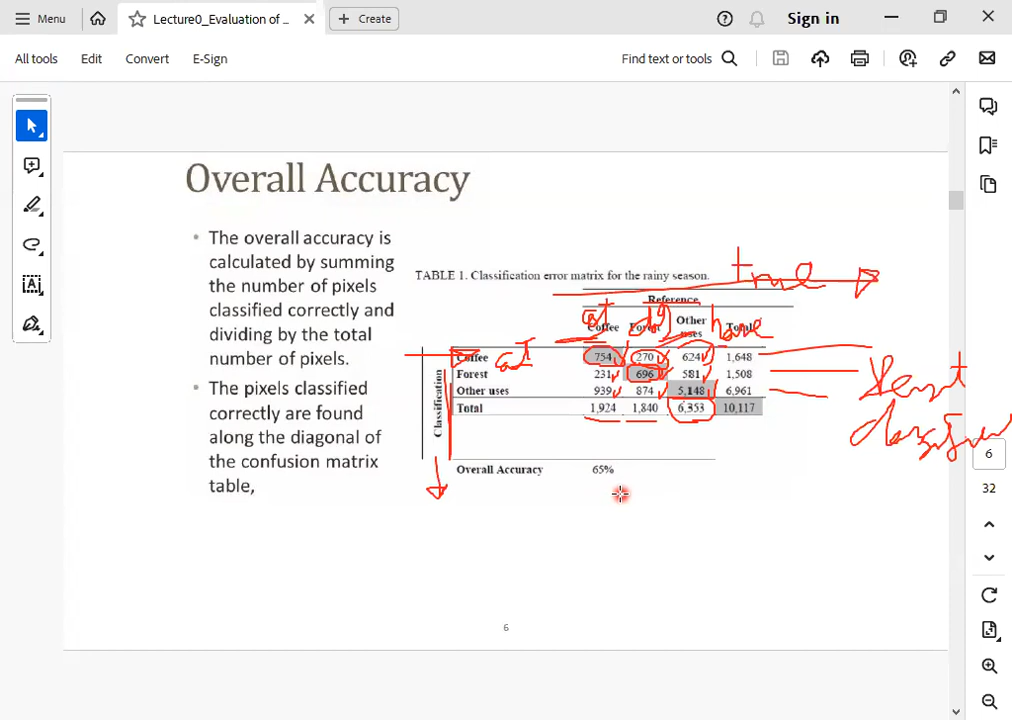 Menu
Lecture0_Evaluation of ...
Create
Sign in
All tools
Edit
Convert
E-Sign
Find text or tools
Overall Accuracy
• The overall accuracy is
calculated by summing
the number of pixels
classified correctly and
dividing by the total
number of pixels.
• The pixels classified
correctly are found
along the diagonal of
the confusion matrix
table,
true
TABLE 1. Classification error matrix for the rainy season.
Reference
cat dog
Coffee Forest Other uses Total
Classification
cat
Coffee 754 270 624 1,648
Forest 231 696 581 1,508
Other uses 939 874 5,148 6,961
Total 1,924 1,840 6,353 10,117
Overall Accuracy 65%
6
6
32